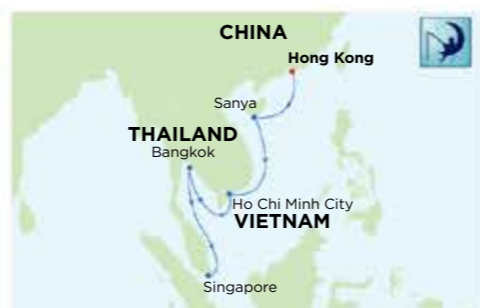 CHINA
Hong Kong
Sanya
THAILAND
Bangkok
Ho Chi Minh City
VIETNAM
Singapore